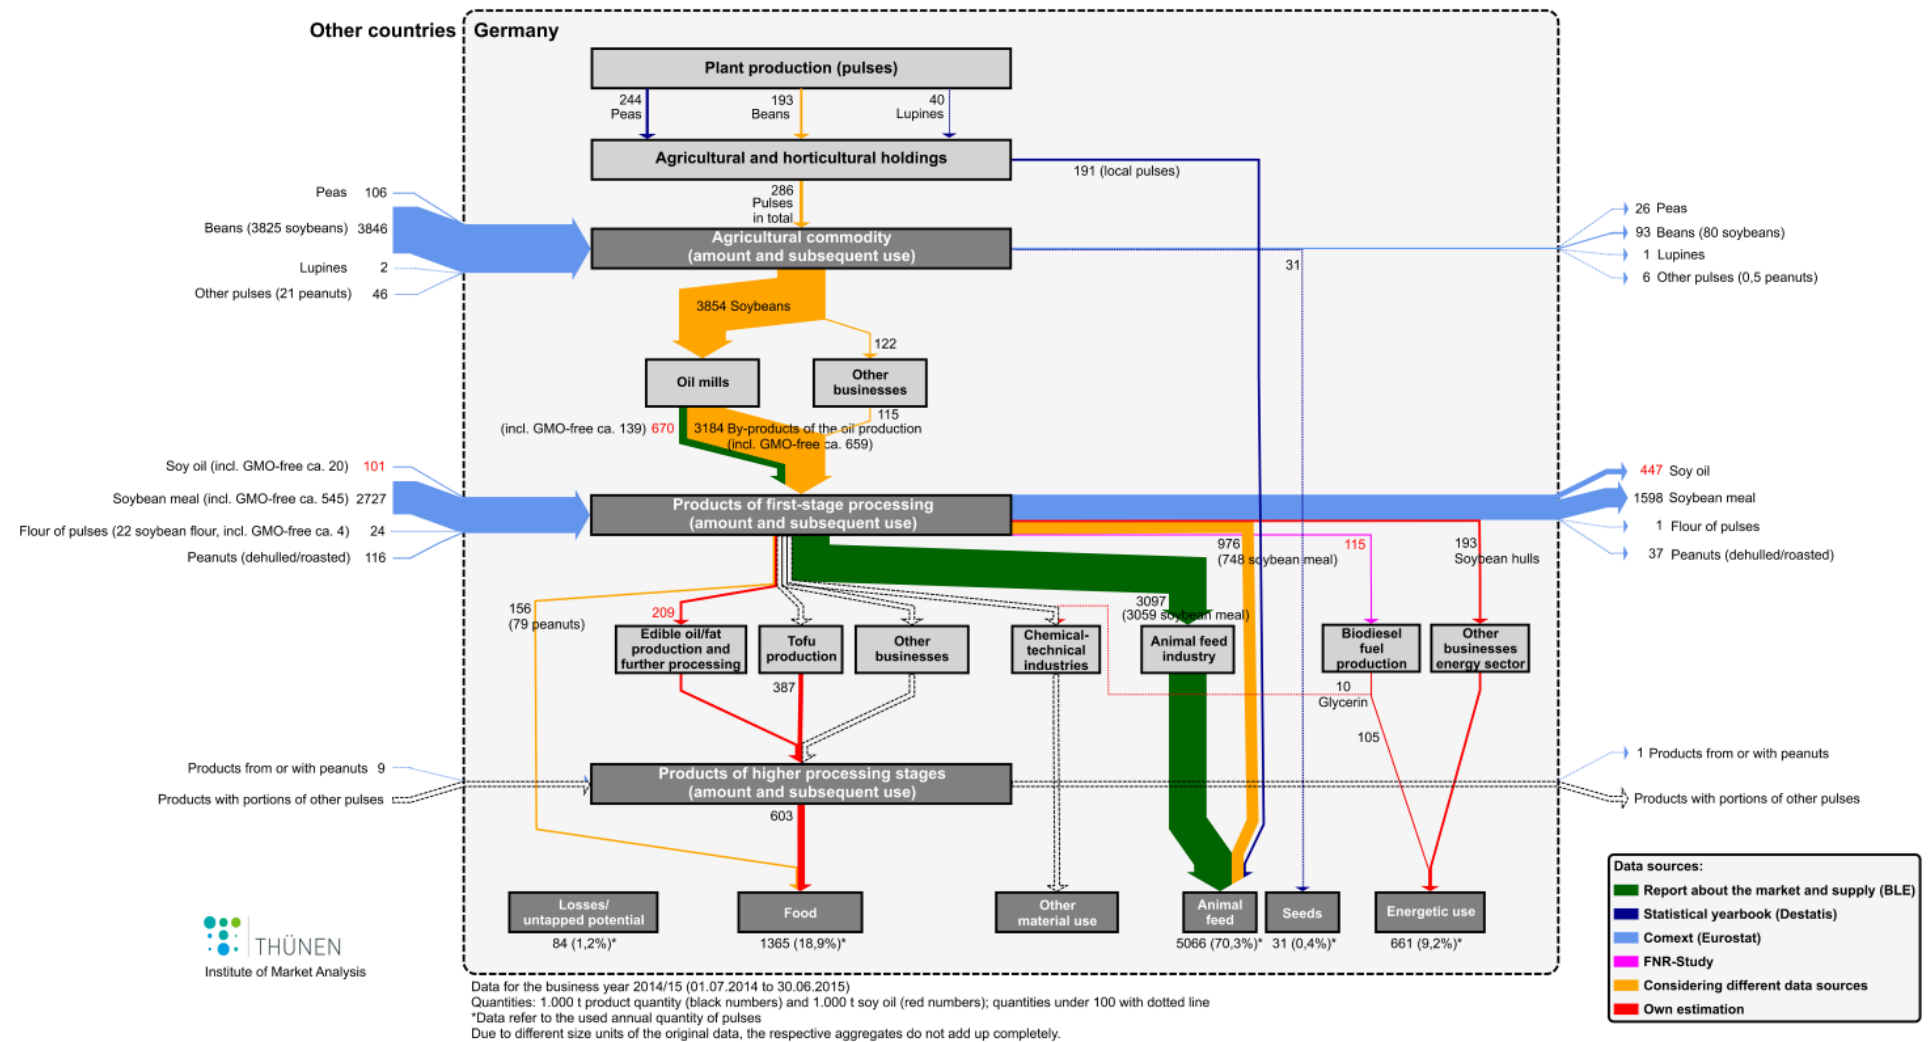 Other countries
Germany
Plant production (pulses)
244
Peas
193
Beans
40
Lupines
Agricultural and horticultural holdings
191 (local pulses)
286
Pulses
in total
Peas 106
Beans (3825 soybeans) 3846
Lupines 2
Other pulses (21 peanuts) 46
Agricultural commodity
(amount and subsequent use)
31
26 Peas
93 Beans (80 soybeans)
1 Lupines
6 Other pulses (0,5 peanuts)
3854 Soybeans
122
Oil mills
Other
businesses
115
(incl. GMO-free ca. 139) 670
3184 By-products of the oil production
(incl. GMO-free ca. 659)
Soy oil (incl. GMO-free ca. 20) 101
Soybean meal (incl. GMO-free ca. 545) 2727
Flour of pulses (22 soybean flour, incl. GMO-free ca. 4) 24
Peanuts (dehulled/roasted) 116
Products of first-stage processing
(amount and subsequent use)
447 Soy oil
1598 Soybean meal
1 Flour of pulses
37 Peanuts (dehulled/roasted)
976
(748 soybean meal)
115
193
Soybean hulls
156
(79 peanuts)
209
3097
(3059 soybean meal)
Edible oil/fat
production and
further processing
Tofu
production
Other
businesses
Chemical-
technical
industries
Animal feed
industry
Biodiesel
fuel
production
Other
businesses
energy sector
387
10
Glycerin
105
Products from or with peanuts 9
Products with portions of other pulses
Products of higher processing stages
(amount and subsequent use)
1 Products from or with peanuts
Products with portions of other pulses
603
Losses/
untapped potential
84 (1,2%)*
Food
1365 (18,9%)*
Other
material use
Animal
feed
5066 (70,3%)*
Seeds
31 (0,4%)*
Energetic use
661 (9,2%)*
Data sources:
Report about the market and supply (BLE)
Statistical yearbook (Destatis)
Comext (Eurostat)
FNR-Study
Considering different data sources
Own estimation
THÜNEN
Institute of Market Analysis
Data for the business year 2014/15 (01.07.2014 to 30.06.2015)
Quantities: 1.000 t product quantity (black numbers) and 1.000 t soy oil (red numbers); quantities under 100 with dotted line
*Data refer to the used annual quantity of pulses
Due to different size units of the original data, the respective aggregates do not add up completely.